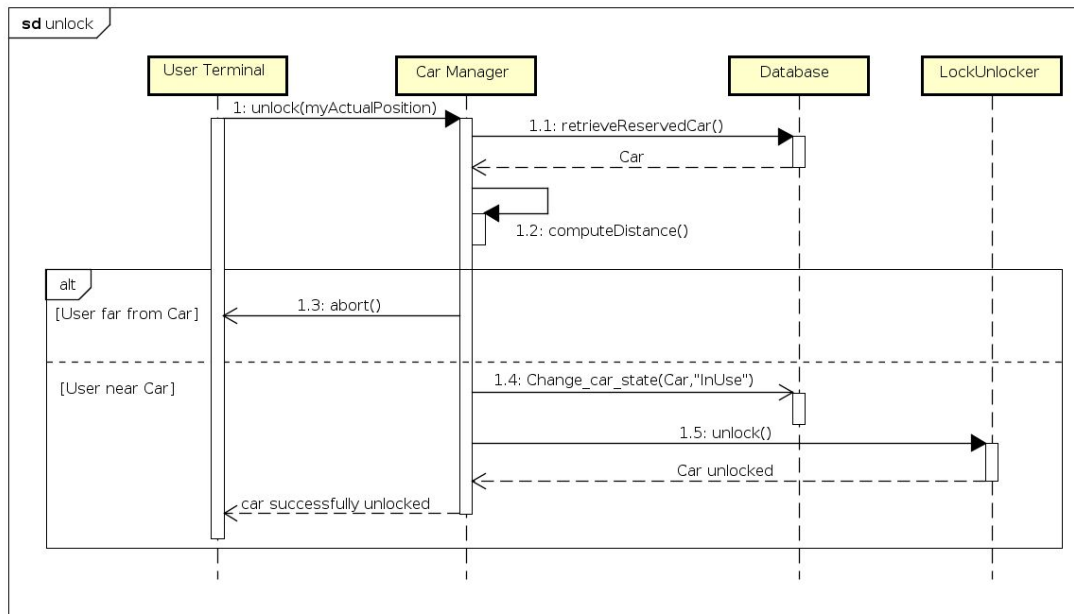 sd unlock
User Terminal
Car Manager
Database
LockUnlocker
1: unlock(myActualPosition)
1.1: retrieveReservedCar()
Car
1.2: computeDistance()
alt
1.3: abort()
[User far from Car]
1.4: Change_car_state(Car,"InUse")
[User near Car]
1.5: unlock()
Car unlocked
car successfully unlocked